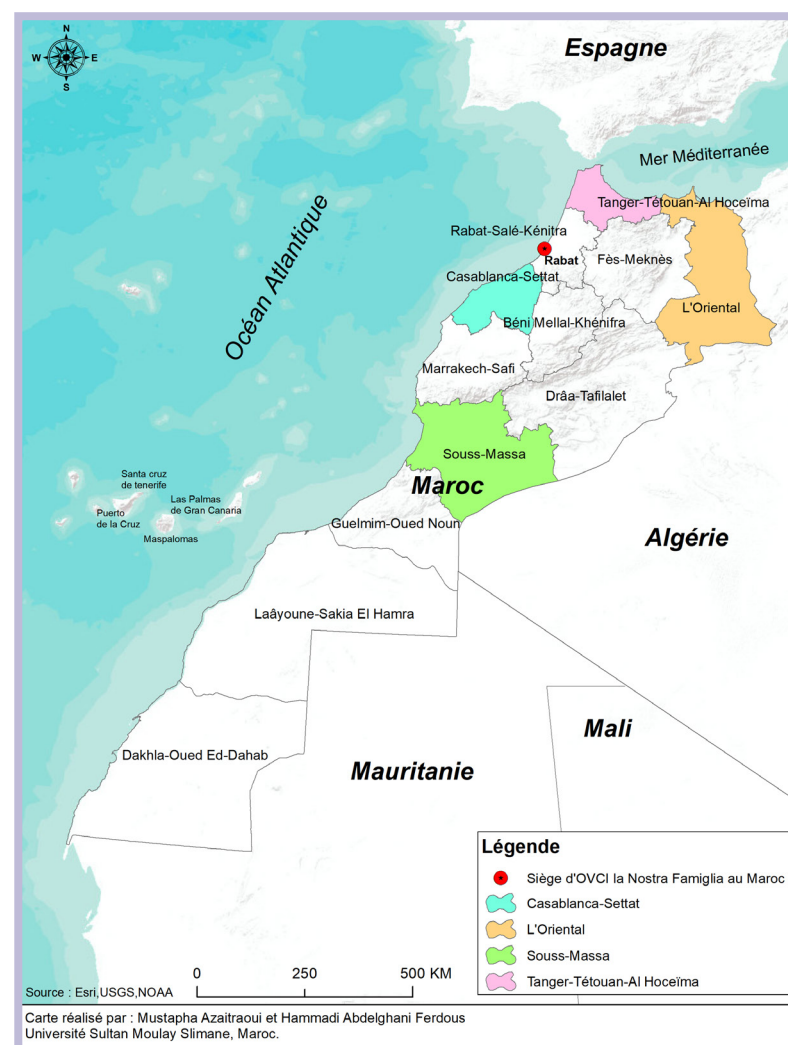 N
W
E
S
Espagne
Mer Méditerranée
Océan Atlantique
Tanger-Tétouan-Al Hoceïma
Rabat-Salé-Kénitra
Rabat
Fès-Meknès
Casablanca-Settat
L'Oriental
Béni Mellal-Khénifra
Marrakech-Safi
Drâa-Tafilalet
Souss-Massa
Maroc
Santa cruz
de tenerife
Las Palmas
de Gran Canaria
Puerto
de la Cruz
Maspalomas
Guelmim-Oued Noun
Algérie
Laâyoune-Sakia El Hamra
Mali
Dakhla-Oued Ed-Dahab
Mauritanie
Légende
Siège d'OVCI la Nostra Famiglia au Maroc
Casablanca-Settat
L'Oriental
Souss-Massa
Tanger-Tétouan-Al Hoceïma
0 250 500 KM
Source : Esri,USGS,NOAA
Carte réalisé par : Mustapha Azaitraoui et Hammadi Abdelghani Ferdous
Université Sultan Moulay Slimane, Maroc.